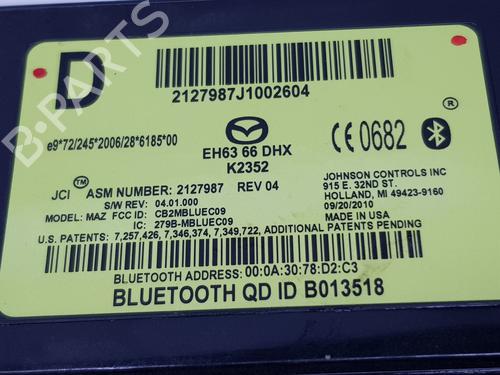 D
2127987J1002604
e9*72/245*2006/28*6185*00
mazda
EH63 66 DHX
K2352
CE0682
®
JCI™ ASM NUMBER: 2127987 REV 04
S/W REV: 04.01.000
MODEL: MAZ FCC ID: CB2MBLUEC09
IC: 279B-MBLUEC09
JOHNSON CONTROLS INC
915 E. 32ND ST.
HOLLAND, MI 49423-9160
09/20/2010
MADE IN USA
U.S. PATENTS: 7,257,426, 7,346,374, 7,349,722, ADDITIONAL PATENTS PENDING
BLUETOOTH ADDRESS: 00:0A:30:78:D2:C3
BLUETOOTH QD ID B013518
B-PARTS